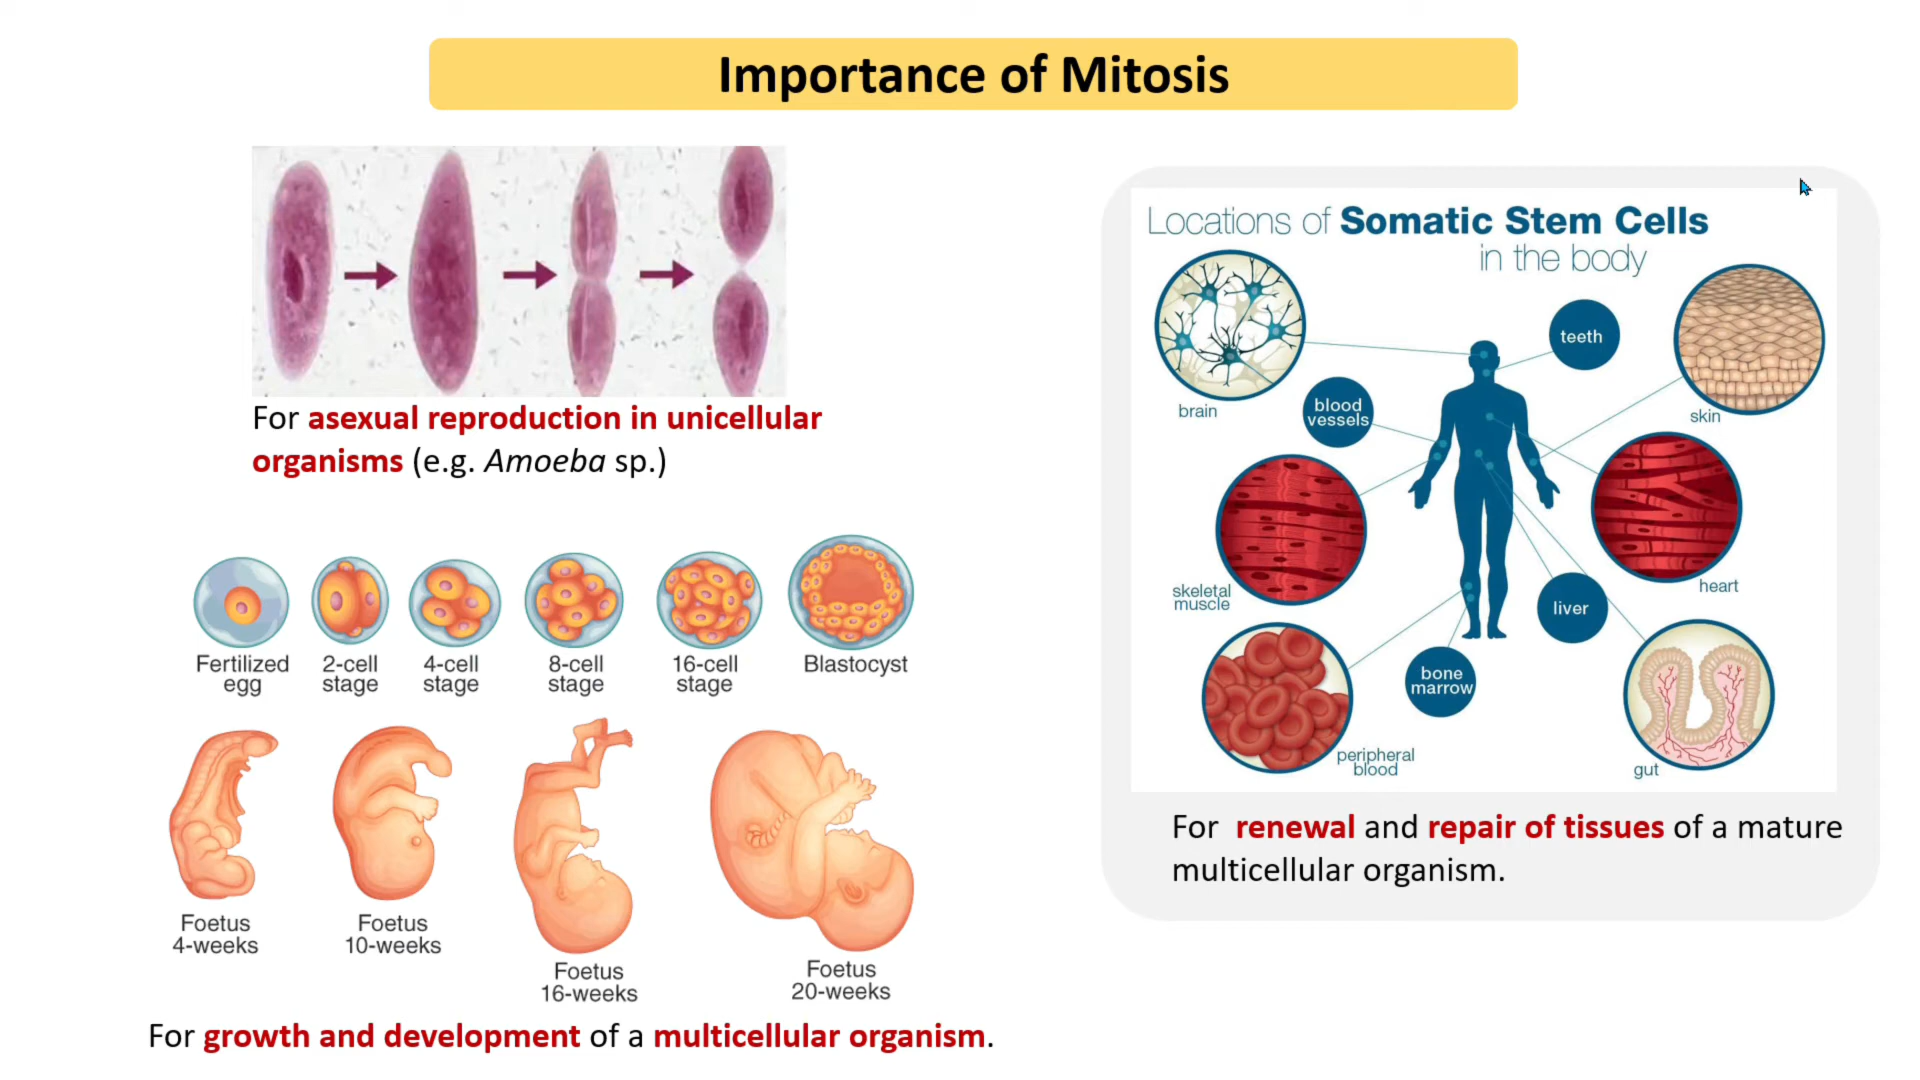 Importance of Mitosis
For asexual reproduction in unicellular
organisms (e.g. Amoeba sp.)
Fertilized
egg
2-cell
stage
4-cell
stage
8-cell
stage
16-cell
stage
Blastocyst
Foetus
4-weeks
Foetus
10-weeks
Foetus
16-weeks
Foetus
20-weeks
For growth and development of a multicellular organism.
Locations of Somatic Stem Cells
in the body
brain
teeth
blood
vessels
skin
skeletal
muscle
heart
liver
bone
marrow
peripheral
blood
gut
For renewal and repair of tissues of a mature
multicellular organism.